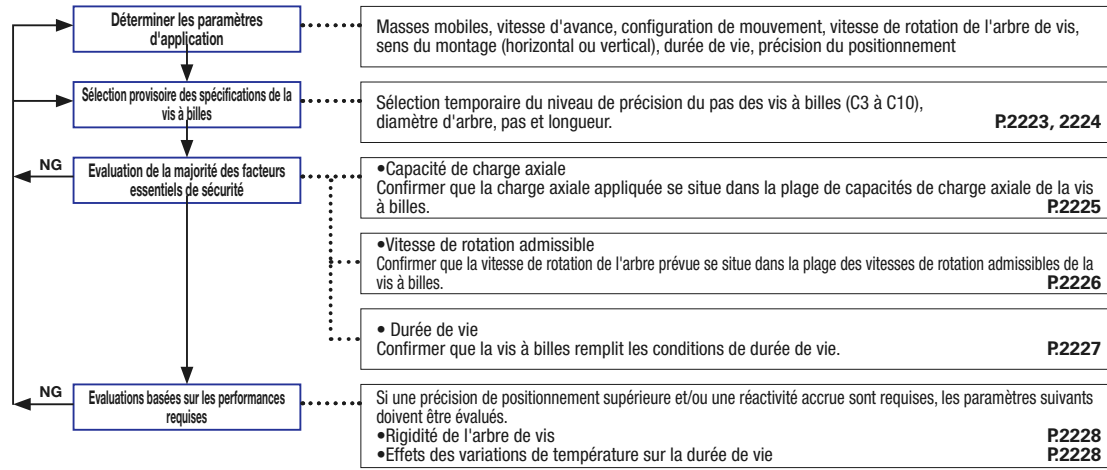 Déterminer les paramètres
d'application
Masses mobiles, vitesse d'avance, configuration de mouvement, vitesse de rotation de l'arbre de vis,
sens du montage (horizontal ou vertical), durée de vie, précision du positionnement
Sélection provisoire des spécifications de la
vis à billes
Sélection temporaire du niveau de précision du pas des vis à billes (C3 à C10),
diamètre d'arbre, pas et longueur. P.2223, 2224
NG
Evaluation de la majorité des facteurs
essentiels de sécurité
•Capacité de charge axiale
Confirmer que la charge axiale appliquée se situe dans la plage de capacités de charge axiale de la vis
à billes. P.2225
•Vitesse de rotation admissible
Confirmer que la vitesse de rotation de l'arbre prévue se situe dans la plage des vitesses de rotation admissibles de la
vis à billes. P.2226
• Durée de vie
Confirmer que la vis à billes remplit les conditions de durée de vie. P.2227
NG
Evaluations basées sur les performances
requises
Si une précision de positionnement supérieure et/ou une réactivité accrue sont requises, les paramètres suivants
doivent être évalués.
•Rigidité de l'arbre de vis P.2228
•Effets des variations de température sur la durée de vie P.2228